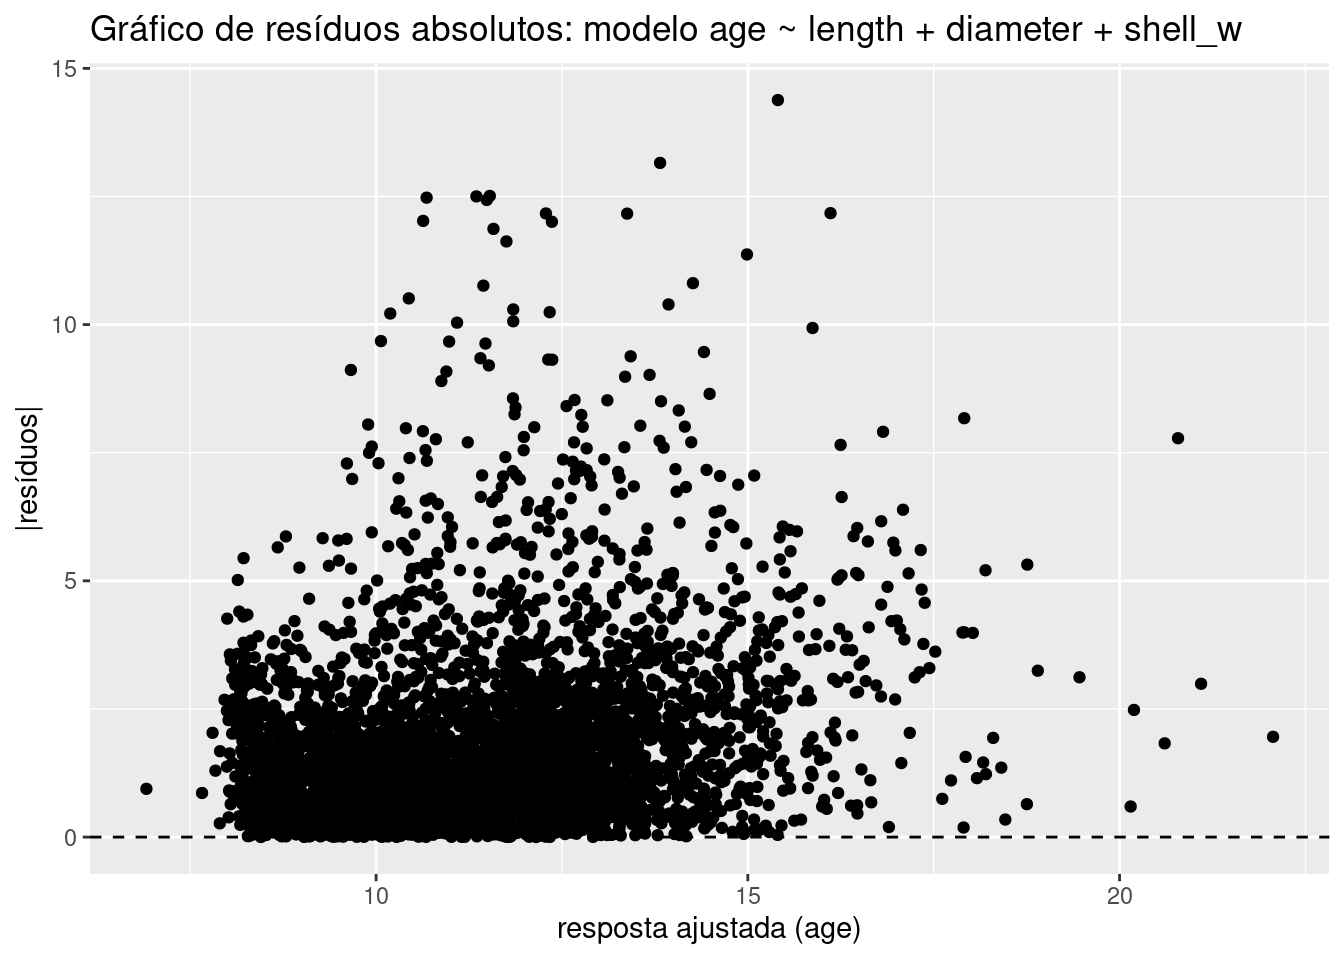 Gráfico de resíduos absolutos: modelo age ~ length + diameter + shell_w
15
10
5
0
|resíduos|
10 15 20
resposta ajustada (age)